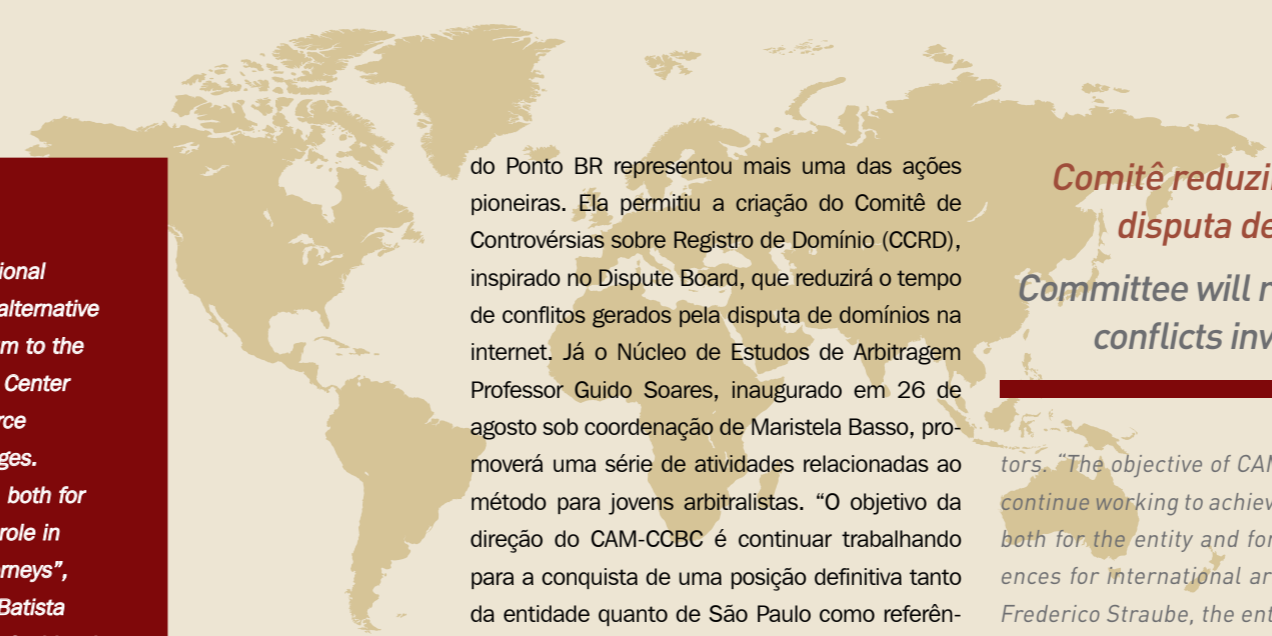 ional
alternative
m to the
Center
rce
ges.
both for
role in
rneys”,
Batista
do Ponto BR representou mais uma das ações
pioneiras. Ela permitiu a criação do Comitê de
Controvérsias sobre Registro de Domínio (CCRD),
inspirado no Dispute Board, que reduzirá o tempo
de conflitos gerados pela disputa de domínios na
internet. Já o Núcleo de Estudos de Arbitragem
Professor Guido Soares, inaugurado em 26 de
agosto sob coordenação de Maristela Basso, pro-
moverá uma série de atividades relacionadas ao
método para jovens arbitralistas. “O objetivo da
direção do CAM-CCBC é continuar trabalhando
para a conquista de uma posição definitiva tanto
da entidade quanto de São Paulo como referên-
Comitê reduzi
disputa de
Committee will r
conflicts inv
tors. “The objective of CAM
continue working to achiev
both for the entity and for
ences for international ar
Frederico Straube, the ent